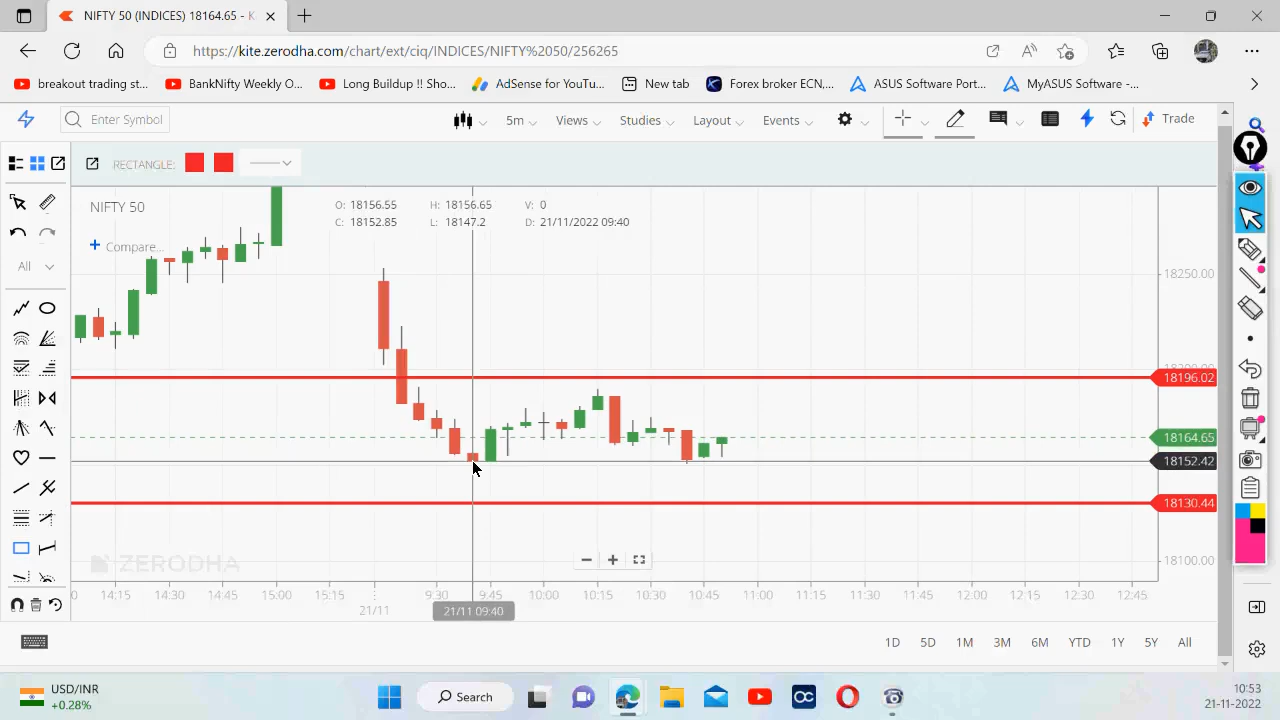 NIFTY 50 (INDICES) 18164.65 - K
https://kite.zerodha.com/chart/ext/ciq/INDICES/NIFTY%2050/256265
breakout trading st... BankNifty Weekly O... Long Buildup !! Sho... AdSense for YouTu... New tab Forex broker ECN,... ASUS Software Port... MyASUS Software -...
Enter Symbol 5m Views Studies Layout Events Trade
RECTANGLE:
NIFTY 50
O: 18156.55 H: 18156.65 V: 0
C: 18152.85 L: 18147.2 D: 21/11/2022 09:40
Compare...
All
18250.00
18196.02
18164.65
18152.42
18130.44
18100.00
ZERODHA
14:15 14:30 14:45 15:00 9:30 9:45 10:00 10:15 10:30 10:45 11:00 11:15 11:30 11:45 12:00 12:15 12:30 12:45
21/11 21/11 09:40
1D 5D 1M 3M 6M YTD 1Y 5Y All
USD/INR
+0.28%
Search
10:53
21-11-2022